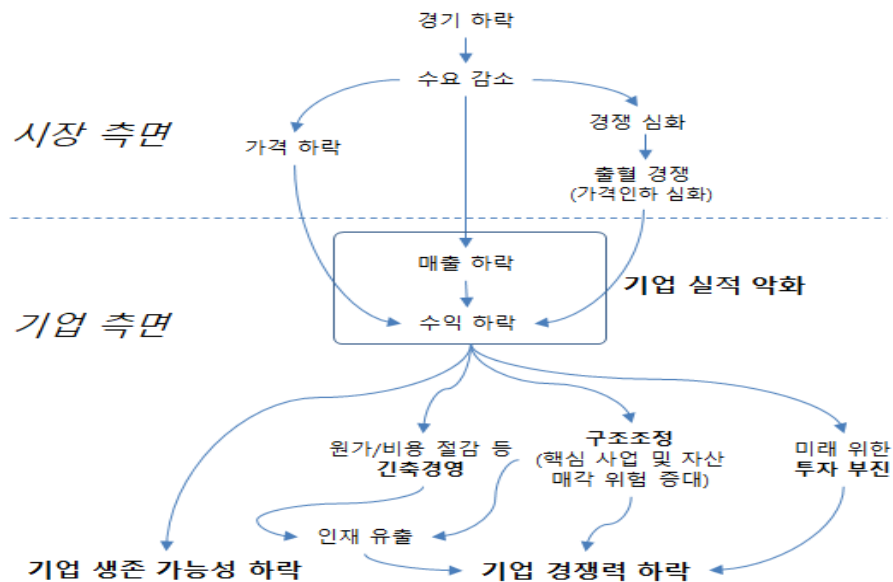 경기 하락
수요 감소
시장 측면
경쟁 심화
가격 하락
출혈 경쟁
(가격인하 심화)
매출 하락
기업 실적 악화
기업 측면
수익 하락
원가/비용 절감 등
긴축경영
구조조정
(핵심 사업 및 자산
매각 위험 증대)
미래 위한
투자 부진
인재 유출
기업 생존 가능성 하락
기업 경쟁력 하락